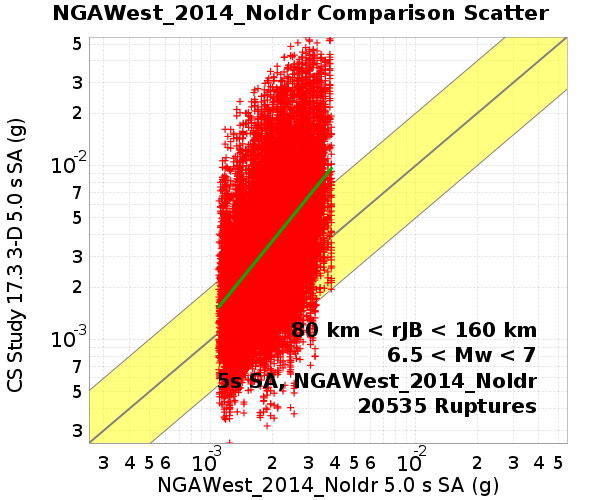 NGAWest_2014_NoIdr Comparison Scatter
CS Study 17.3 3-D 5.0 s SA (g)
5
3
2
10-2
7
5
3
2
10-3
7
5
3
80 km < rJB < 160 km
6.5 < Mw < 7
5s SA, NGAWest_2014_NoIdr
20535 Ruptures
3 4 5 6 10-3 2 3 4 5 6 10-2 2 3 4 5
NGAWest_2014_NoIdr 5.0 s SA (g)